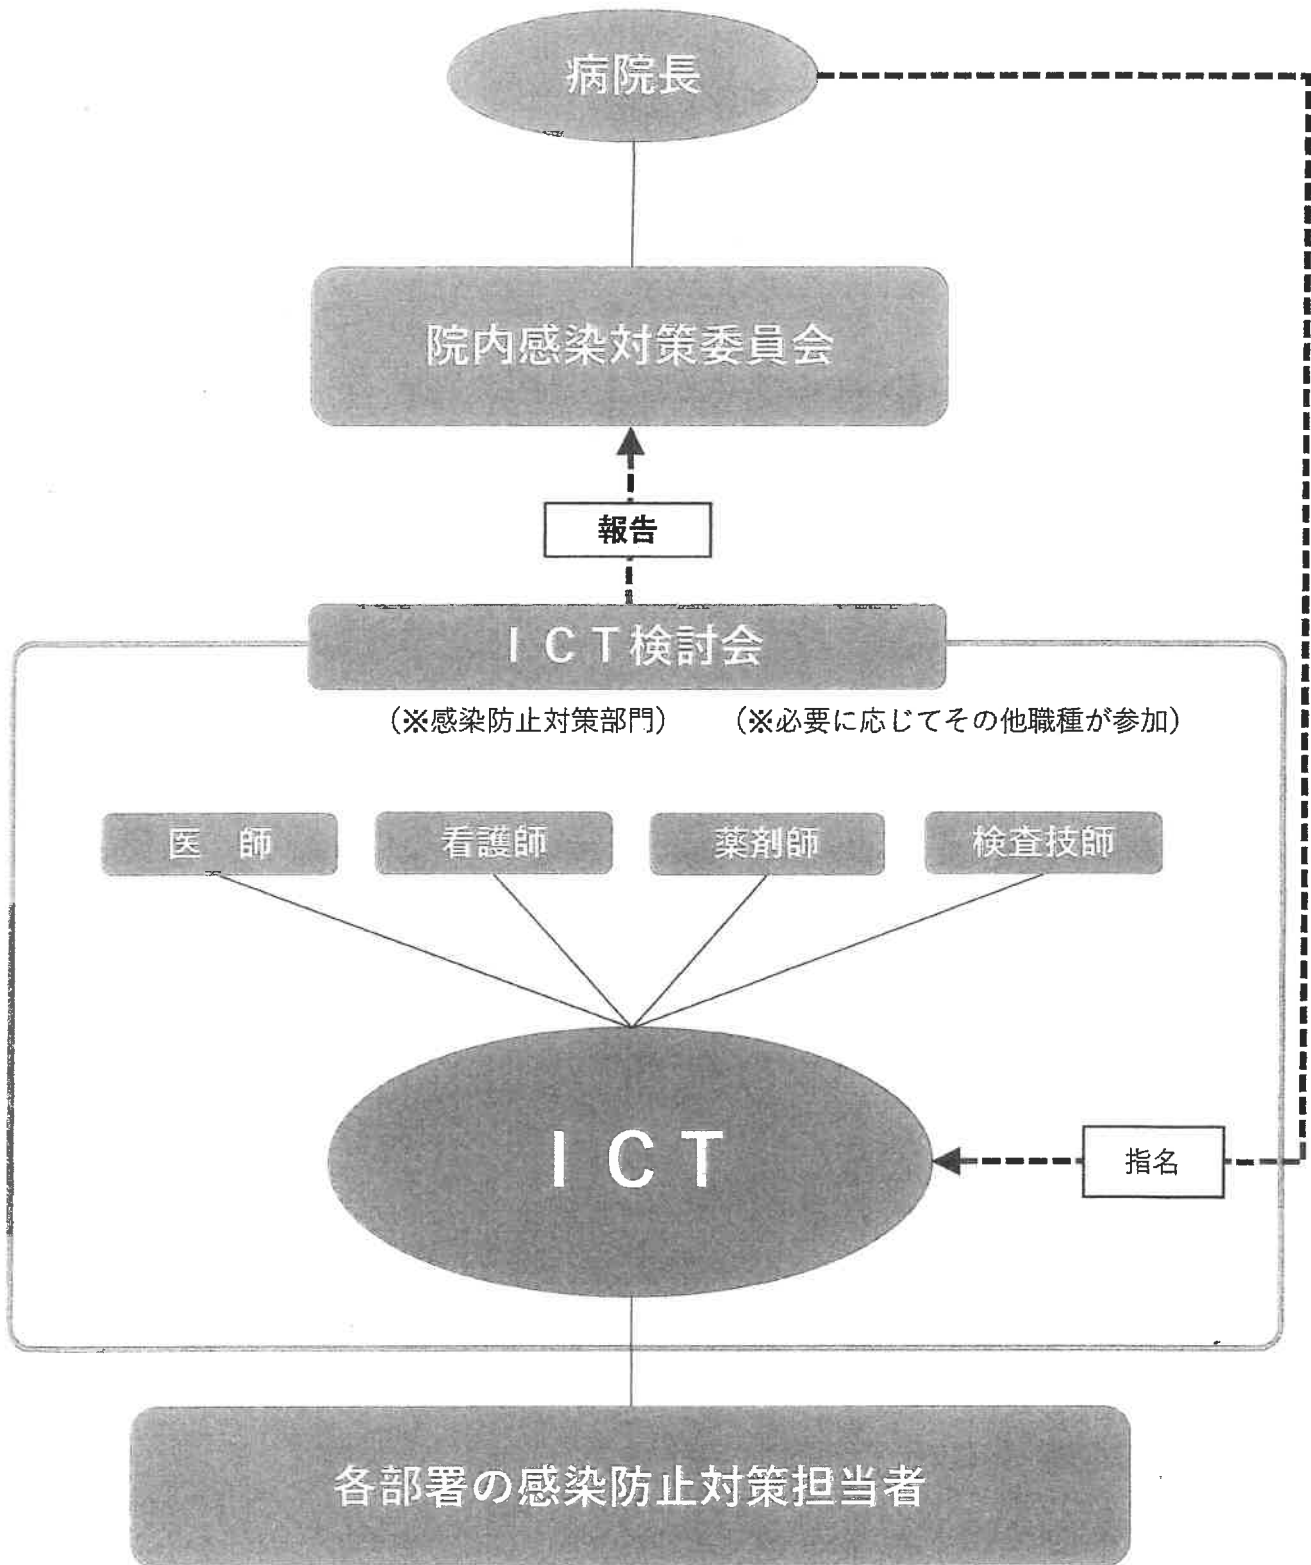 病院長
院内感染対策委員会
報告
ＩＣＴ検討会
（※感染防止対策部門）　　（※必要に応じてその他職種が参加）
医　師
看護師
薬剤師
検査技師
ＩＣＴ
指名
各部署の感染防止対策担当者